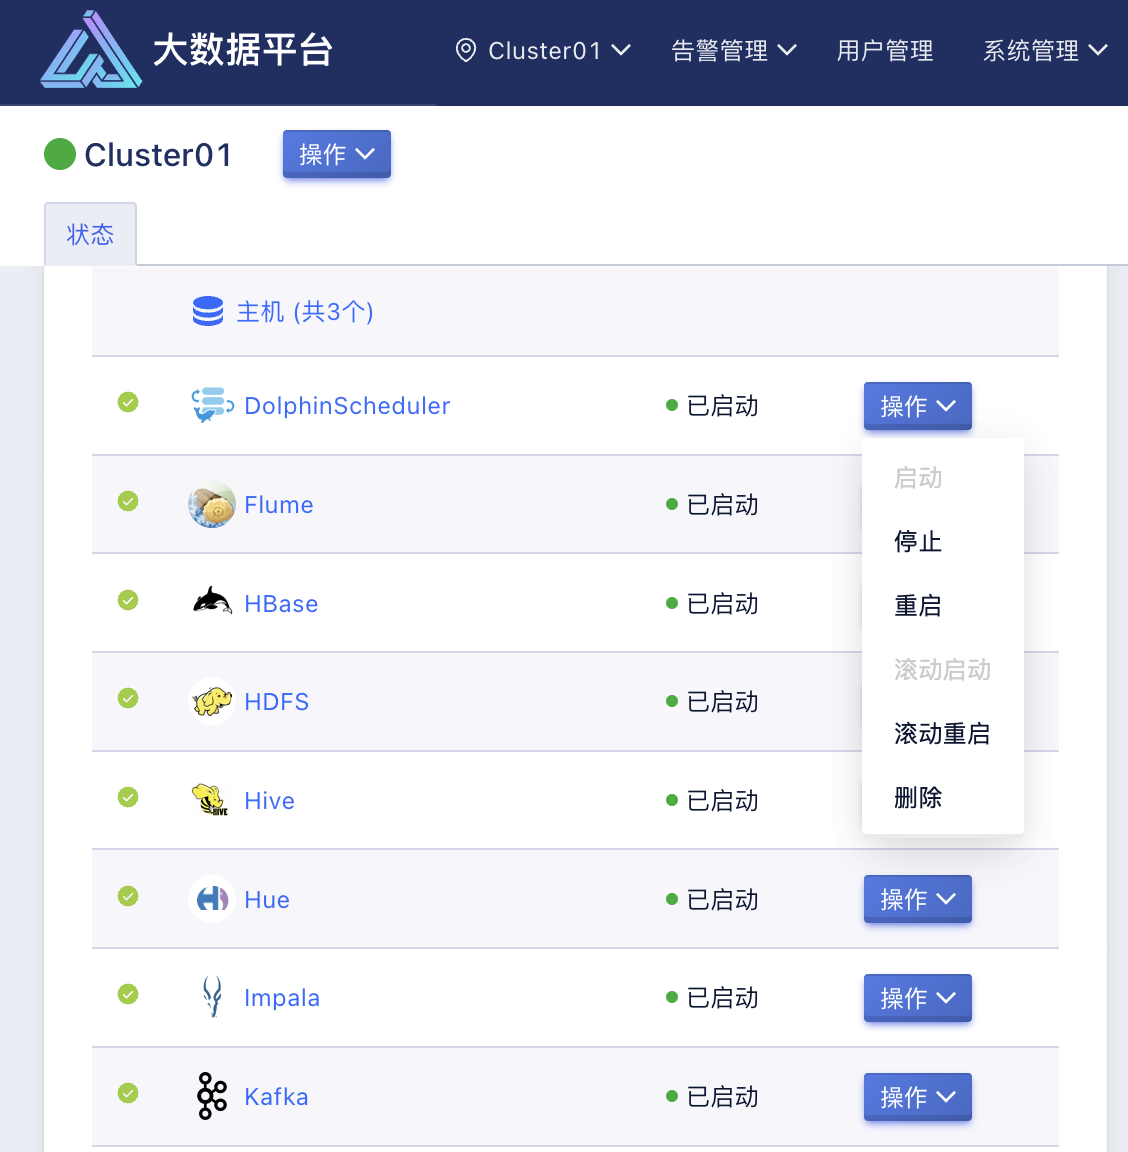 大数据平台
Cluster01
告警管理
用户管理
系统管理
Cluster01
操作
状态
主机 (共3个)
DolphinScheduler
已启动
操作
启动
停止
重启
滚动启动
滚动重启
删除
Flume
已启动
HBase
已启动
HDFS
已启动
HIVE
Hive
已启动
Hue
已启动
操作
Impala
已启动
操作
Kafka
已启动
操作